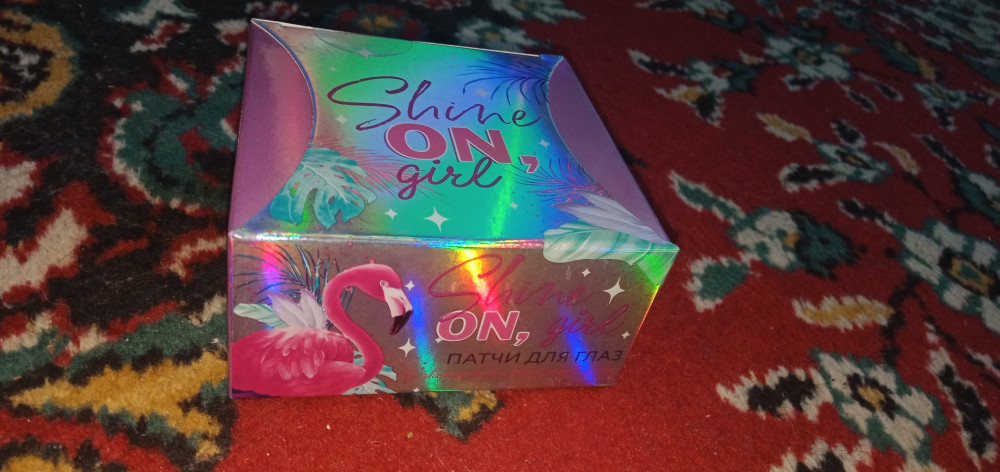 Shine
ON,
girl
Shine
ON, girl
ПАТЧИ ДЛЯ ГЛАЗ